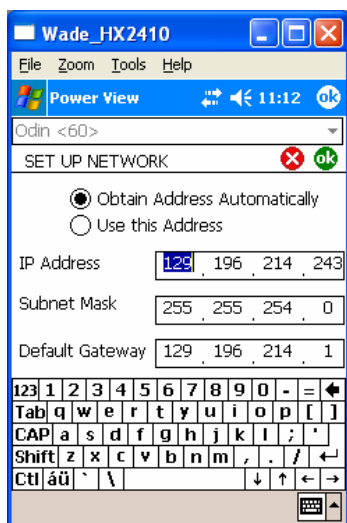 Wade_HX2410
File Zoom Tools Help
Power View 11:12 ok
Odin <60>
SET UP NETWORK ok
Obtain Address Automatically
Use this Address
IP Address 129 . 196 . 214 . 243
Subnet Mask 255 . 255 . 254 . 0
Default Gateway 129 . 196 . 214 . 1
123 1 2 3 4 5 6 7 8 9 0 - =
Tab q w e r t y u i o p [ ]
CAP a s d f g h j k l ; '
Shift z x c v b n m , . /
Ctl áü ` \